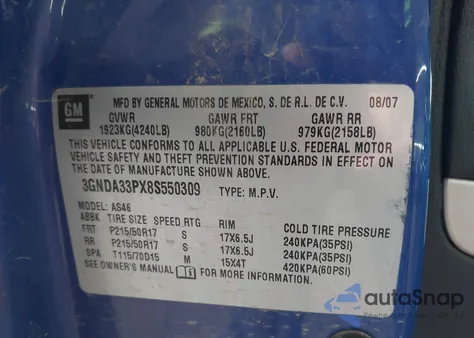 GM
MFD BY GENERAL MOTORS DE MEXICO, S. DE R.L. DE C.V. 08/07
GVWR GAWR FRT GAWR RR
1923KG(4240LB) 980KG(2160LB) 979KG(2158LB)
THIS VEHICLE CONFORMS TO ALL APPLICABLE U.S. FEDERAL MOTOR
VEHICLE SAFETY AND THEFT PREVENTION STANDARDS IN EFFECT ON
THE DATE OF MANUFACTURE SHOWN ABOVE.
3GNDA33PX8S550309 TYPE: M.P.V.
MODEL: AS46
ABBK TIRE SIZE SPEED RTG RIM COLD TIRE PRESSURE
FRT P215/50R17 S 17X6.5J 240KPA(35PSI)
RR P215/50R17 S 17X6.5J 240KPA(35PSI)
SPA T115/70D15 M 15X4T 420KPA(60PSI)
SEE OWNER'S MANUAL FOR MORE INFORMATION
autoSnap